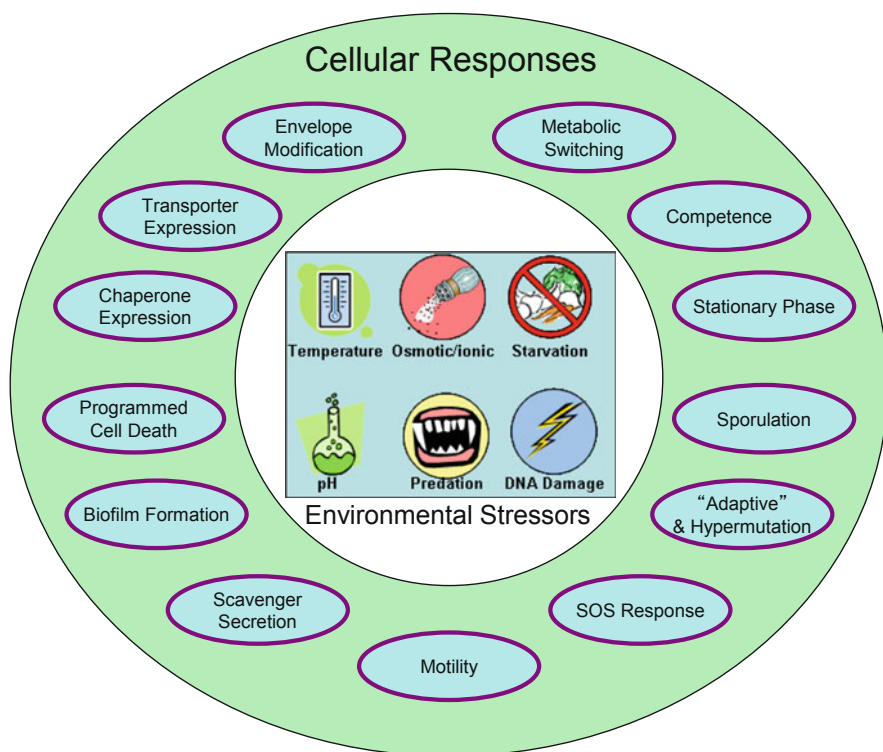 Cellular Responses
Envelope
Modification
Metabolic
Switching
Transporter
Expression
Competence
Chaperone
Expression
Stationary Phase
Temperature
Osmotic/ionic
Starvation
Programmed
Cell Death
Sporulation
pH
Predation
DNA Damage
Biofilm Formation
“Adaptive”
& Hypermutation
Environmental Stressors
Scavenger
Secretion
SOS Response
Motility